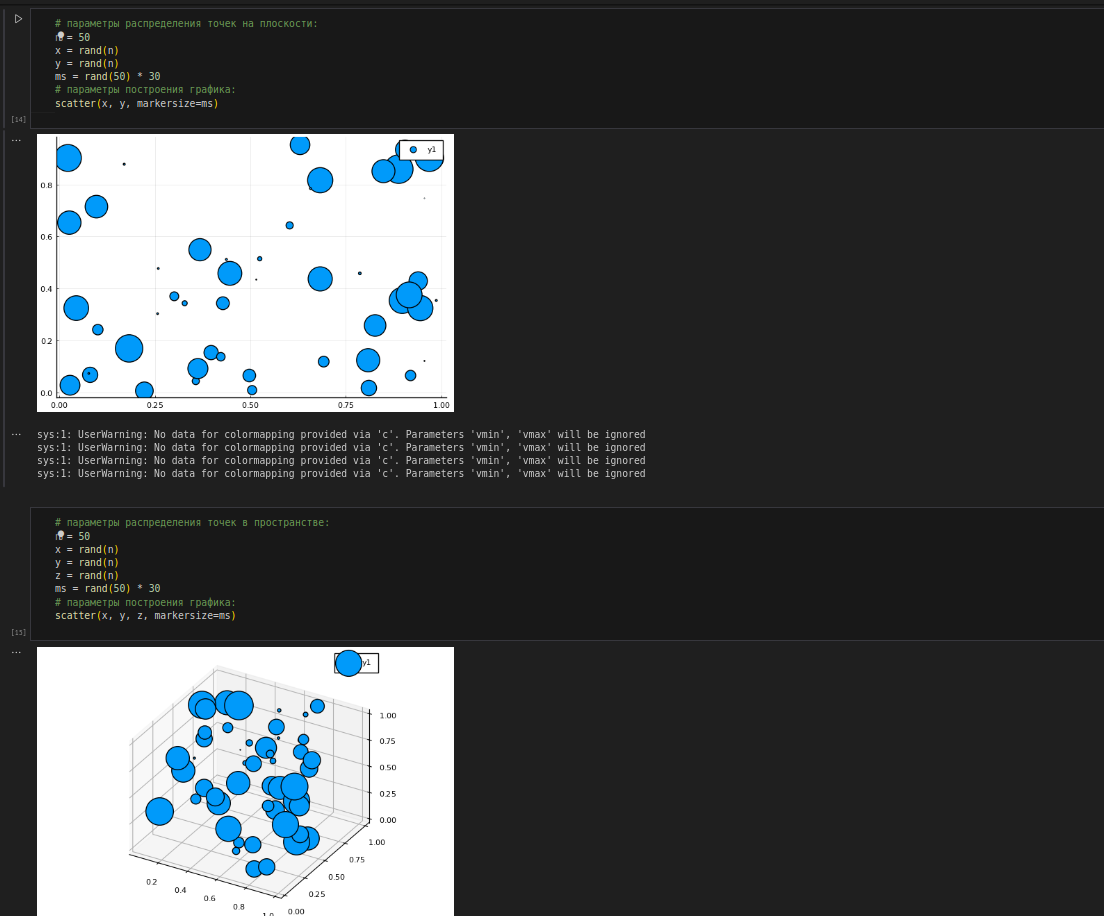 # параметры распределения точек на плоскости:
n = 50
x = rand(n)
y = rand(n)
ms = rand(50) * 30
# параметры построения графика:
scatter(x, y, markersize=ms)
[14]
...
y1
0.8
0.6
0.4
0.2
0.0
0.00 0.25 0.50 0.75 1.00
...
sys:1: UserWarning: No data for colormapping provided via 'c'. Parameters 'vmin', 'vmax' will be ignored
sys:1: UserWarning: No data for colormapping provided via 'c'. Parameters 'vmin', 'vmax' will be ignored
sys:1: UserWarning: No data for colormapping provided via 'c'. Parameters 'vmin', 'vmax' will be ignored
sys:1: UserWarning: No data for colormapping provided via 'c'. Parameters 'vmin', 'vmax' will be ignored
# параметры распределения точек в пространстве:
n = 50
x = rand(n)
y = rand(n)
z = rand(n)
ms = rand(50) * 30
# параметры построения графика:
scatter(x, y, z, markersize=ms)
[15]
...
y1
1.00
0.75
0.50
0.25
0.00
1.00
0.75
0.50
0.25
0.00
0.2
0.4
0.6
0.8
1.0